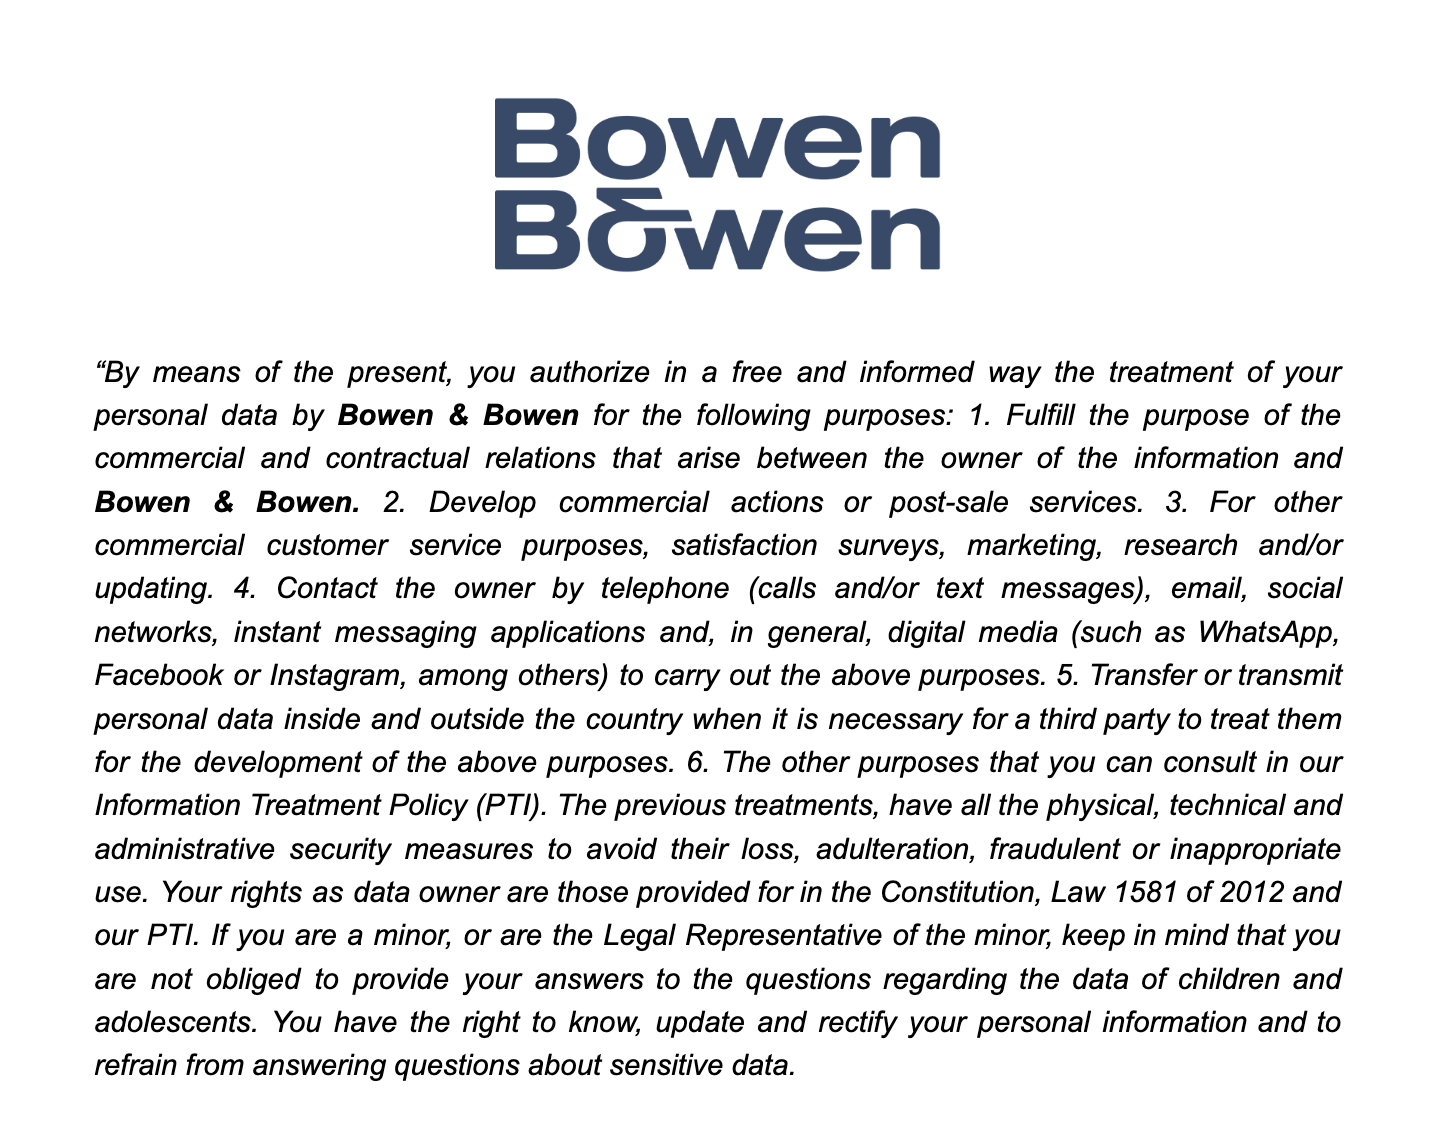 Bowen
&
Bowen
“By means of the present, you authorize in a free and informed way the treatment of your
personal data by Bowen & Bowen for the following purposes: 1. Fulfill the purpose of the
commercial and contractual relations that arise between the owner of the information and
Bowen & Bowen. 2. Develop commercial actions or post-sale services. 3. For other
commercial customer service purposes, satisfaction surveys, marketing, research and/or
updating. 4. Contact the owner by telephone (calls and/or text messages), email, social
networks, instant messaging applications and, in general, digital media (such as WhatsApp,
Facebook or Instagram, among others) to carry out the above purposes. 5. Transfer or transmit
personal data inside and outside the country when it is necessary for a third party to treat them
for the development of the above purposes. 6. The other purposes that you can consult in our
Information Treatment Policy (PTI). The previous treatments, have all the physical, technical and
administrative security measures to avoid their loss, adulteration, fraudulent or inappropriate
use. Your rights as data owner are those provided for in the Constitution, Law 1581 of 2012 and
our PTI. If you are a minor, or are the Legal Representative of the minor, keep in mind that you
are not obliged to provide your answers to the questions regarding the data of children and
adolescents. You have the right to know, update and rectify your personal information and to
refrain from answering questions about sensitive data.